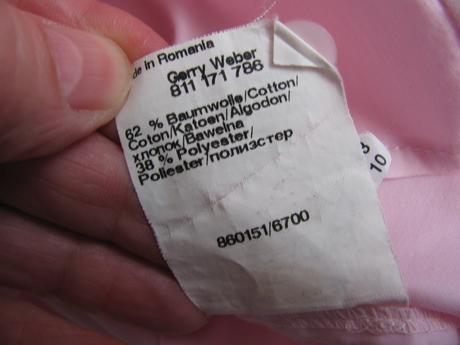 de In Romania
Gerry Weber
811 171 786
62 % Baumwolle/Cotton/
Coton/Katoen/Algodon/
хлопок/Bawelna
38 % Polyester/
Poliester/полиэстер
860151/6700
10